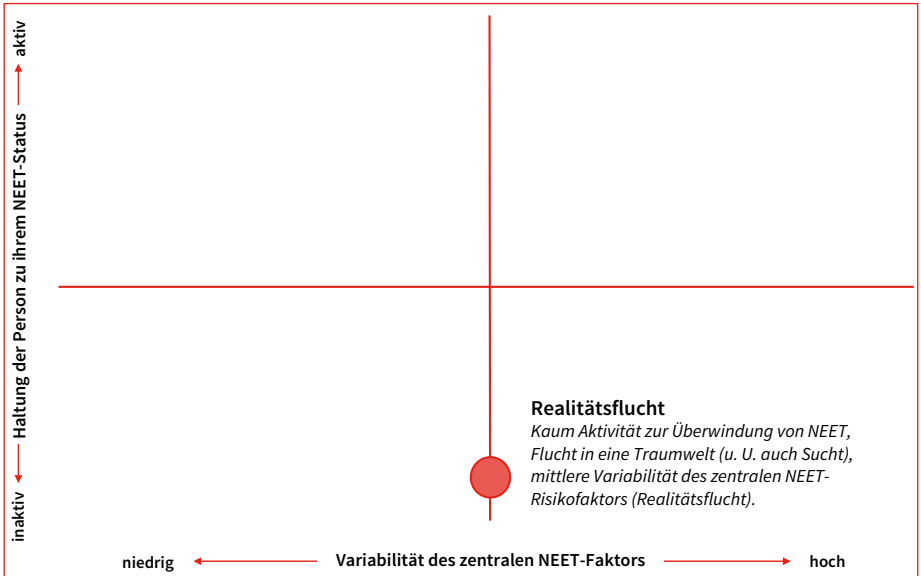 aktiv
Haltung der Person zu ihrem NEET-Status
inaktiv
Realitätsflucht
Kaum Aktivität zur Überwindung von NEET,
Flucht in eine Traumwelt (u. U. auch Sucht),
mittlere Variabilität des zentralen NEET-
Risikofaktors (Realitätsflucht).
niedrig
Variabilität des zentralen NEET-Faktors
hoch